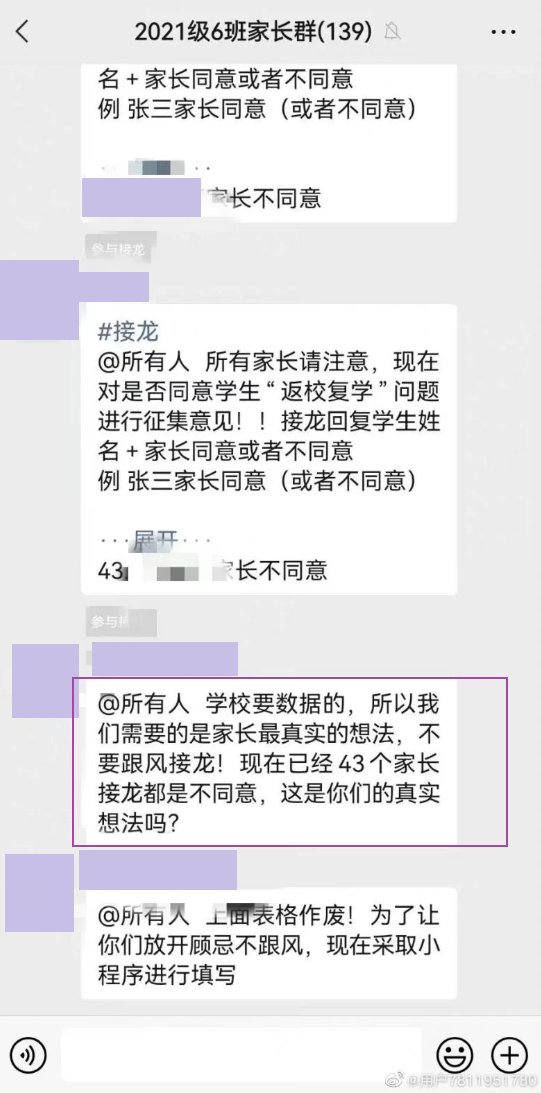 2021级6班家长群(139)
名+家长同意或者不同意
例 张三家长同意（或者不同意）
家长不同意
参与接龙
#接龙
@所有人 所有家长请注意，现在
对是否同意学生“返校复学”问题
进行征集意见！！接龙回复学生姓
名+家长同意或者不同意
例 张三家长同意（或者不同意）
···展开···
43 家长不同意
参与
@所有人 学校要数据的，所以我
们需要的是家长最真实的想法，不
要跟风接龙！现在已经 43 个家长
接龙都是不同意，这是你们的真实
想法吗？
@所有人 上面表格作废！为了让
你们放开顾忌不跟风，现在采取小
程序进行填写
@用户7811951780